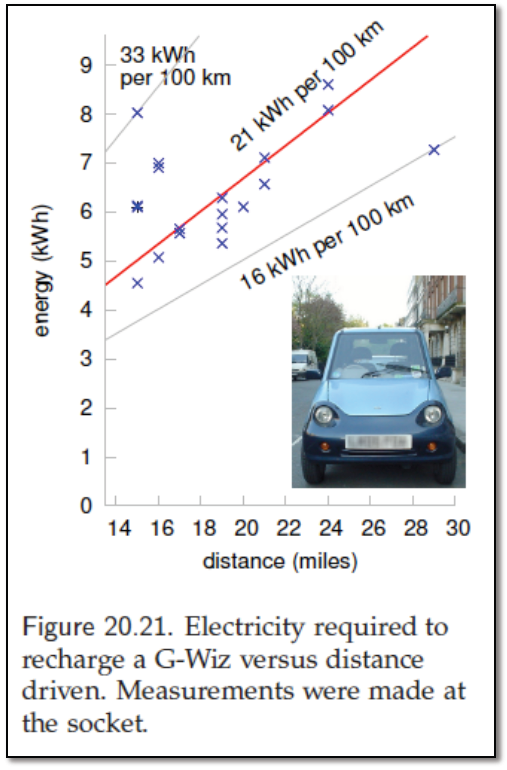 33 kWh
per 100 km
21 kWh per 100 km
16 kWh per 100 km
energy (kWh)
9
8
7
6
5
4
3
2
1
0
14 16 18 20 22 24 26 28 30
distance (miles)
Figure 20.21. Electricity required to
recharge a G-Wiz versus distance
driven. Measurements were made at
the socket.